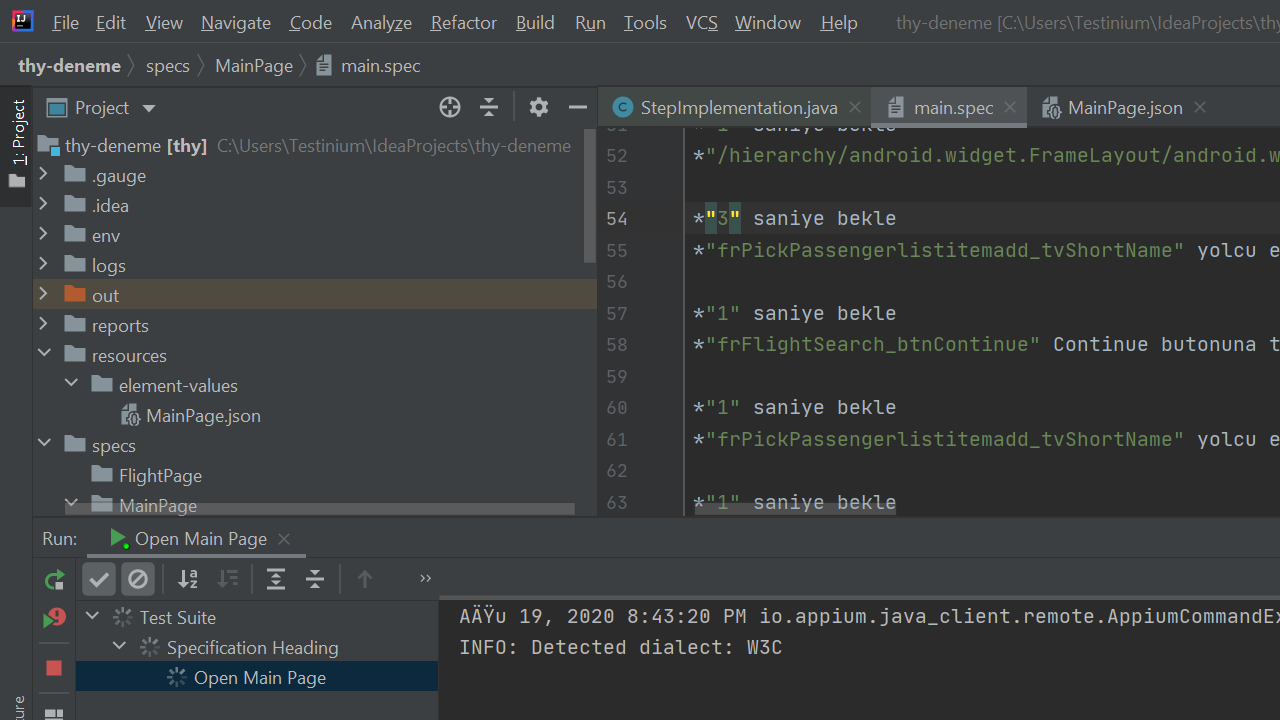 File Edit View Navigate Code Analyze Refactor Build Run Tools VCS Window Help thy-deneme [C:\Users\Testinium\IdeaProjects\thy
thy-deneme specs MainPage main.spec
1: Project
Project
StepImplementation.java main.spec MainPage.json
thy-deneme [thy] C:\Users\Testinium\IdeaProjects\thy-deneme
.gauge
.idea
env
logs
out
reports
resources
element-values
MainPage.json
specs
FlightPage
MainPage
51 *"1" saniye bekle
52 *"/hierarchy/android.widget.FrameLayout/android.w
53
54 *"3" saniye bekle
55 *"frPickPassengerlistitemadd_tvShortName" yolcu e
56
57 *"1" saniye bekle
58 *"frFlightSearch_btnContinue" Continue butonuna t
59
60 *"1" saniye bekle
61 *"frPickPassengerlistitemadd_tvShortName" yolcu e
62
63 *"1" saniye bekle
Run: Open Main Page
Test Suite
Specification Heading
Open Main Page
AÄŸu 19, 2020 8:43:20 PM io.appium.java_client.remote.AppiumCommandEx
INFO: Detected dialect: W3C